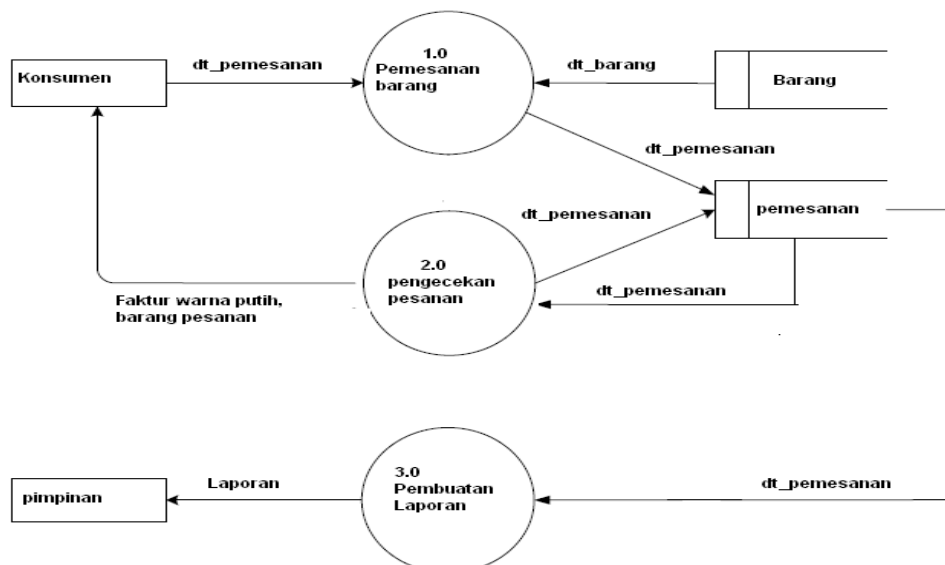 1.0
Pemesanan
barang
Konsumen
dt_pemesanan
dt_barang
Barang
dt_pemesanan
dt_pemesanan
pemesanan
2.0
pengecekan
pesanan
dt_pemesanan
Faktur warna putih,
barang pesanan
3.0
Pembuatan
Laporan
pimpinan
Laporan
dt_pemesanan